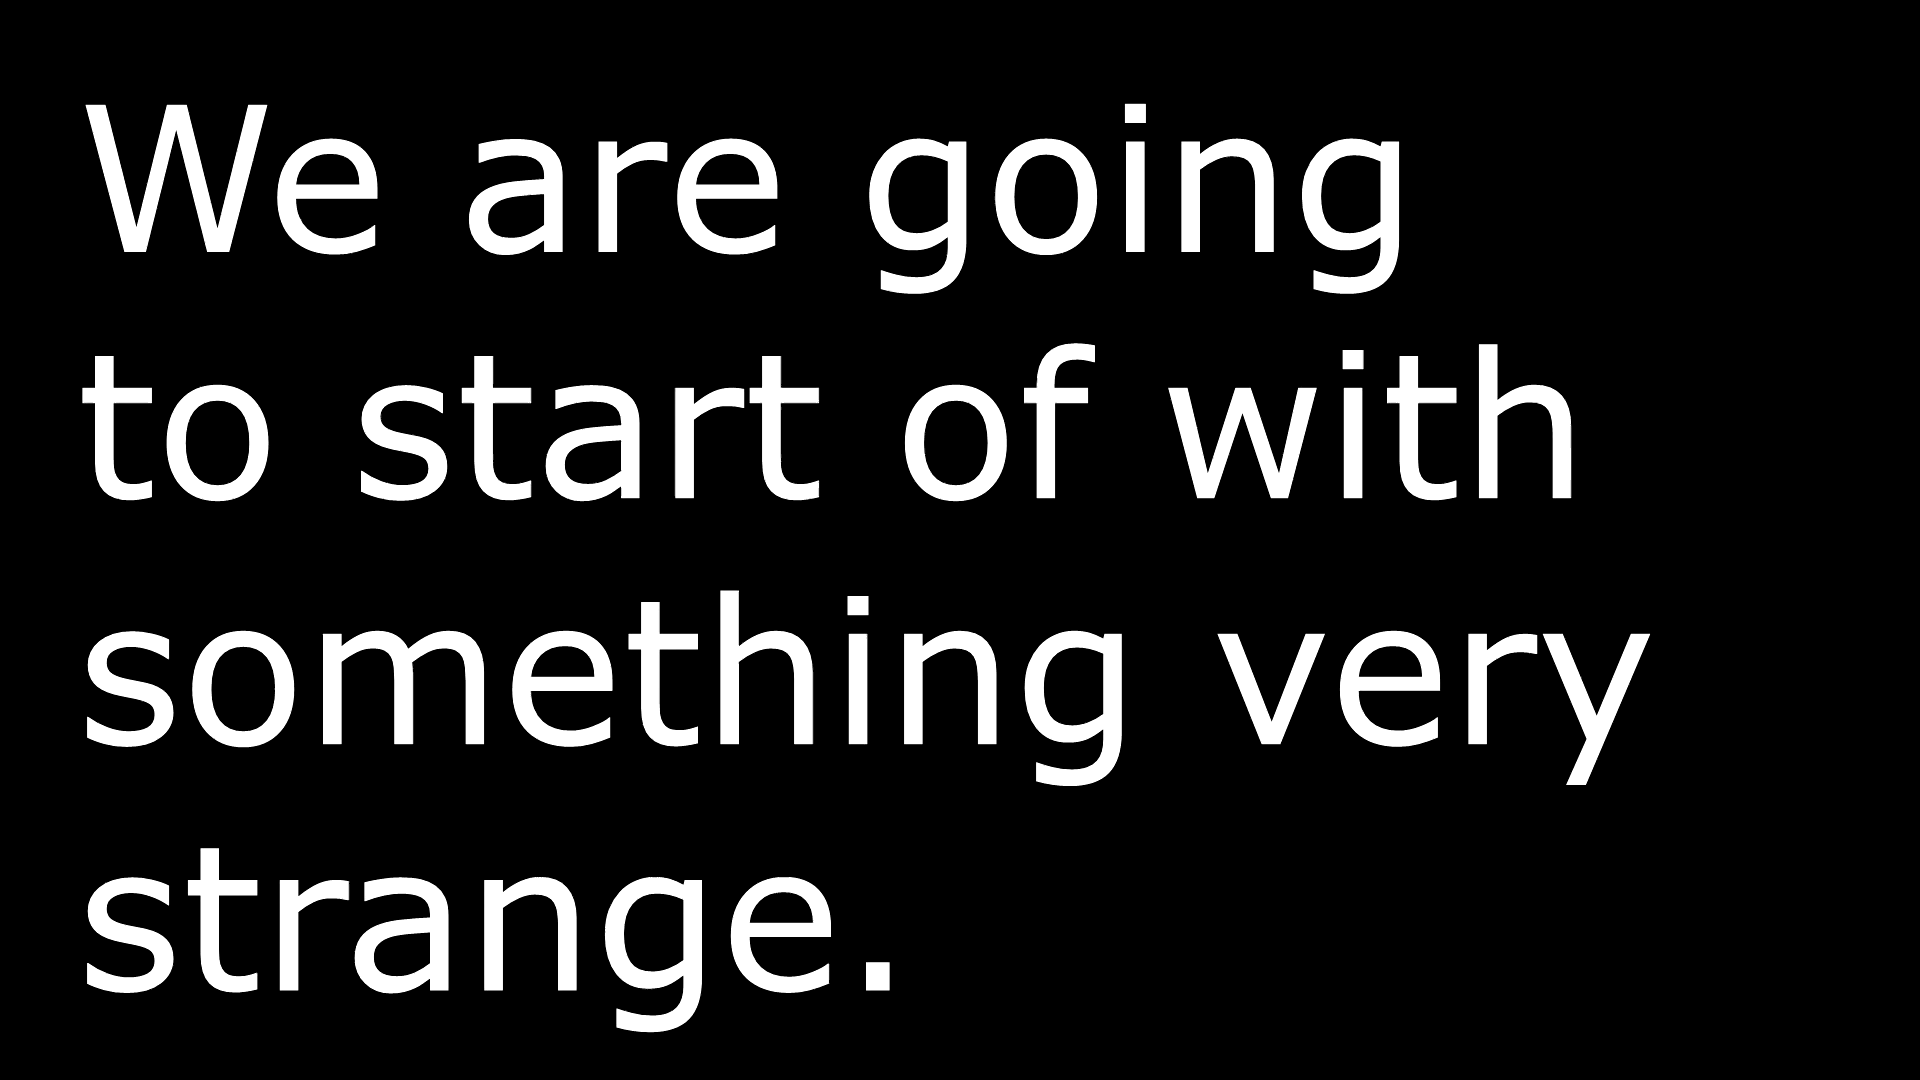 We are going
to start of with
something very
strange.